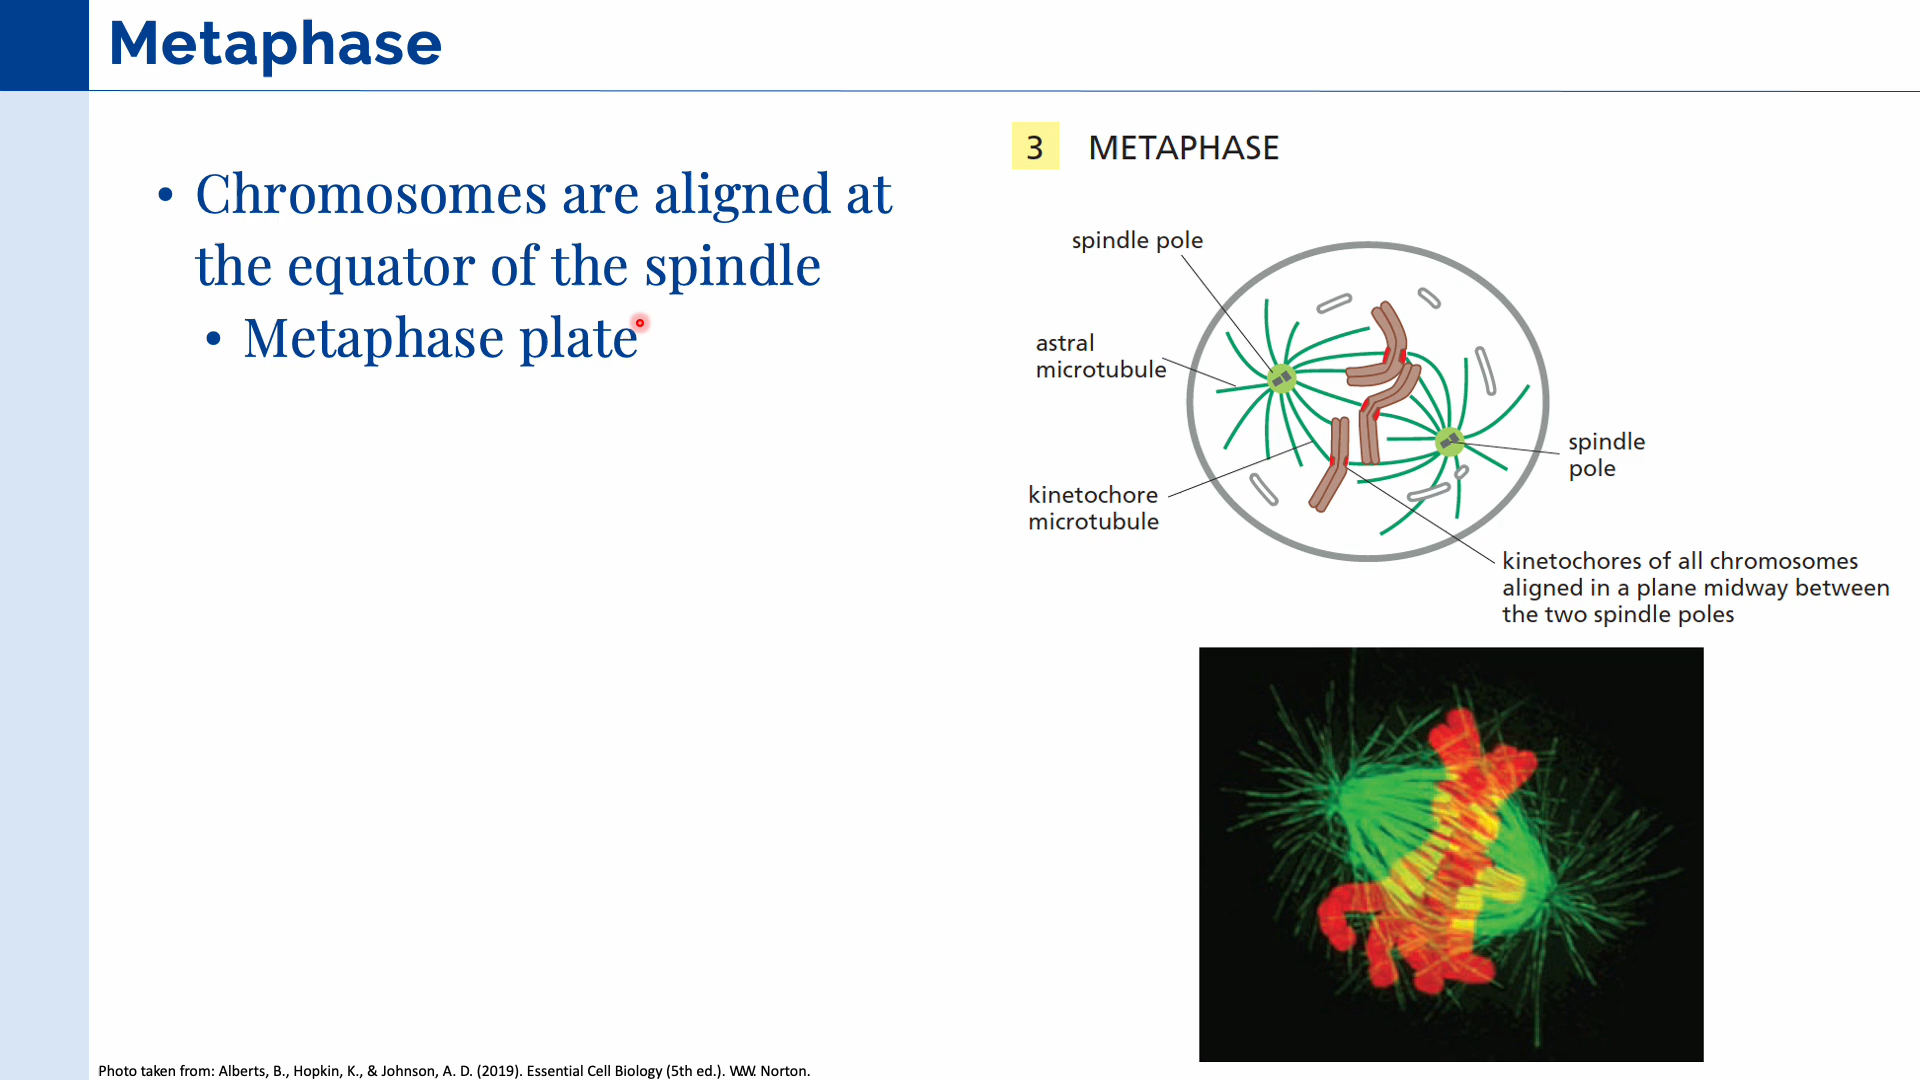 Metaphase
• Chromosomes are aligned at
the equator of the spindle
• Metaphase plate
3 METAPHASE
spindle pole
astral
microtubule
kinetochore
microtubule
spindle
pole
kinetochores of all chromosomes
aligned in a plane midway between
the two spindle poles
Photo taken from: Alberts, B., Hopkin, K., & Johnson, A. D. (2019). Essential Cell Biology (5th ed.). W.W. Norton.